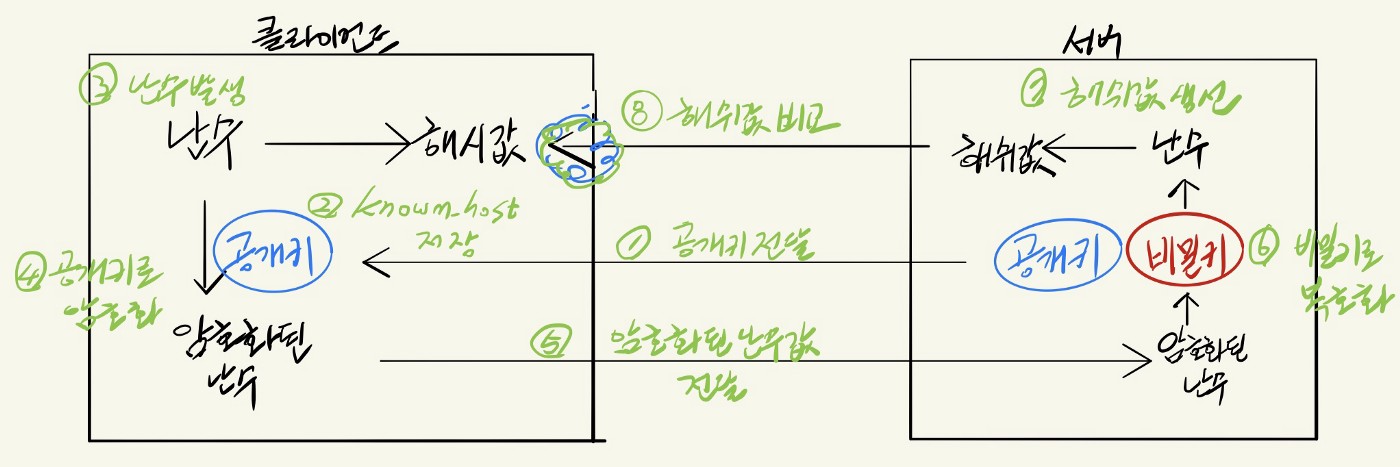 클라이언트
서버
③ 난수발생
난수
해시값
⑧ 해쉬값 비교
⑦ 해쉬값 생선
해쉬값
난수
② Knowm_host
저장
공개키
① 공개키 전달
공개키
비밀키
⑥ 비밀키로
복호화
④ 공개키로
암호화
암호화된
난수
⑤ 암호화된 난수값
전달
암호화된
난수